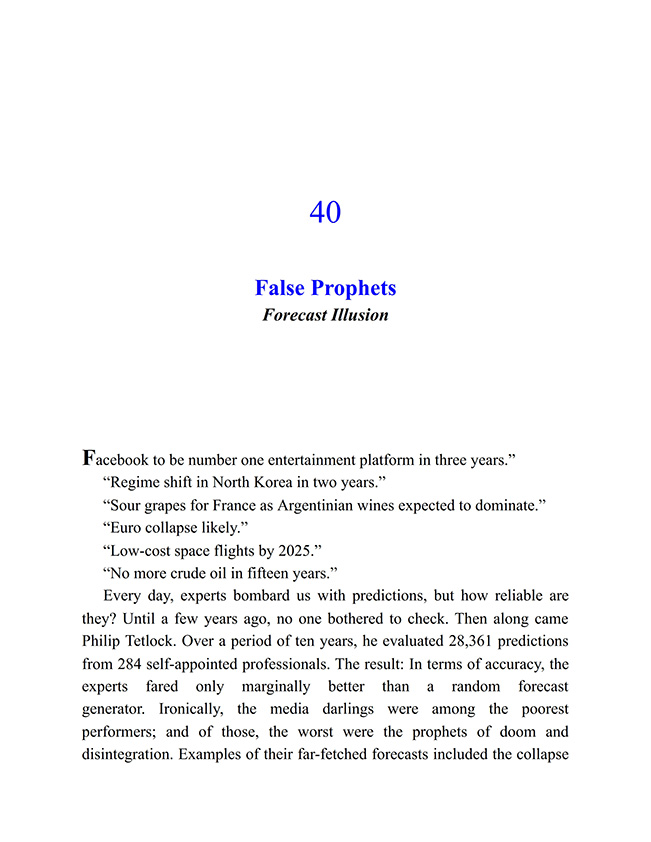 40
False Prophets
Forecast Illusion
Facebook to be number one entertainment platform in three years.”
“Regime shift in North Korea in two years.”
“Sour grapes for France as Argentinian wines expected to dominate.”
“Euro collapse likely.”
“Low-cost space flights by 2025.”
“No more crude oil in fifteen years.”
Every day, experts bombard us with predictions, but how reliable are
they? Until a few years ago, no one bothered to check. Then along came
Philip Tetlock. Over a period of ten years, he evaluated 28,361 predictions
from 284 self-appointed professionals. The result: In terms of accuracy, the
experts fared only marginally better than a random forecast
generator. Ironically, the media darlings were among the poorest
performers; and of those, the worst were the prophets of doom and
disintegration. Examples of their far-fetched forecasts included the collapse